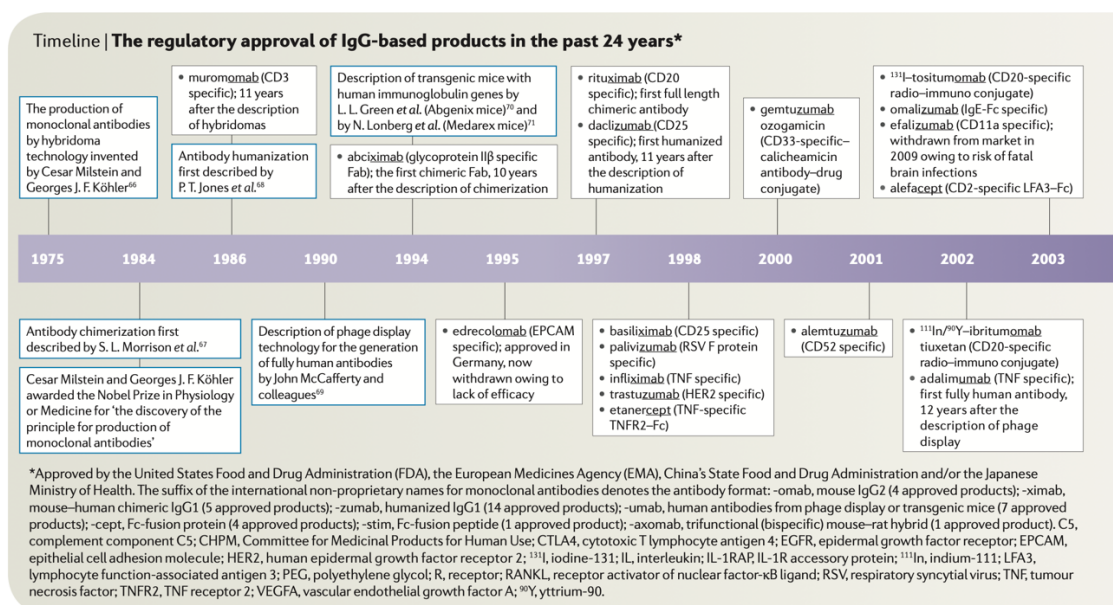 Timeline | The regulatory approval of IgG-based products in the past 24 years*
The production of
monoclonal antibodies
by hybridoma
technology invented
by Cesar Milstein and
Georges J. F. Köhler66
• muromomab (CD3
specific); 11 years
after the description
of hybridomas
Antibody humanization
first described by
P. T. Jones et al.68
Description of transgenic mice with
human immunoglobulin genes by
L. L. Green et al. (Abgenix mice)70 and
by N. Lonberg et al. (Medarex mice)71
• abciximab (glycoprotein IIβ specific
Fab); the first chimeric Fab, 10 years
after the description of chimerization
• rituximab (CD20
specific); first full length
chimeric antibody
• daclizumab (CD25
specific); first humanized
antibody, 11 years after
the description of
humanization
• gemtuzumab
ozogamicin
(CD33-specific–
calicheamicin
antibody–drug
conjugate)
• 131I–tositumomab (CD20-specific
radio–immuno conjugate)
• omalizumab (IgE-Fc specific)
• efalizumab (CD11a specific);
withdrawn from market in
2009 owing to risk of fatal
brain infections
• alefacept (CD2-specific LFA3–Fc)
1975 1984 1986 1990 1994 1995 1997 1998 2000 2001 2002 2003
Antibody chimerization first
described by S. L. Morrison et al.67
Cesar Milstein and Georges J. F. Köhler
awarded the Nobel Prize in Physiology
or Medicine for ‘the discovery of the
principle for production of
monoclonal antibodies’
Description of phage display
technology for the generation
of fully human antibodies
by John McCafferty and
colleagues69
• edrecolomab (EPCAM
specific); approved in
Germany, now
withdrawn owing to
lack of efficacy
• basiliximab (CD25 specific)
• palivizumab (RSV F protein
specific)
• infliximab (TNF specific)
• trastuzumab (HER2 specific)
• etanercept (TNF-specific
TNFR2–Fc)
• alemtuzumab
(CD52 specific)
• 111In/90Y–ibritumomab
tiuxetan (CD20-specific
radio–immuno conjugate)
• adalimumab (TNF specific);
first fully human antibody,
12 years after the
description of phage
display
*Approved by the United States Food and Drug Administration (FDA), the European Medicines Agency (EMA), China’s State Food and Drug Administration and/or the Japanese
Ministry of Health. The suffix of the international non-proprietary names for monoclonal antibodies denotes the antibody format: -omab, mouse IgG2 (4 approved products); -ximab,
mouse–human chimeric IgG1 (5 approved products); -zumab, humanized IgG1 (14 approved products); -umab, human antibodies from phage display or transgenic mice (7 approved
products); -cept, Fc-fusion protein (4 approved products); -stim, Fc-fusion peptide (1 approved product); -axomab, trifunctional (bispecific) mouse–rat hybrid (1 approved product). C5,
complement component C5; CHPM, Committee for Medicinal Products for Human Use; CTLA4, cytotoxic T lymphocyte antigen 4; EGFR, epidermal growth factor receptor; EPCAM,
epithelial cell adhesion molecule; HER2, human epidermal growth factor receptor 2; 131I, iodine-131; IL, interleukin; IL-1RAP, IL-1R accessory protein; 111In, indium-111; LFA3,
lymphocyte function-associated antigen 3; PEG, polyethylene glycol; R, receptor; RANKL, receptor activator of nuclear factor-κB ligand; RSV, respiratory syncytial virus; TNF, tumour
necrosis factor; TNFR2, TNF receptor 2; VEGFA, vascular endothelial growth factor A; 90Y, yttrium-90.